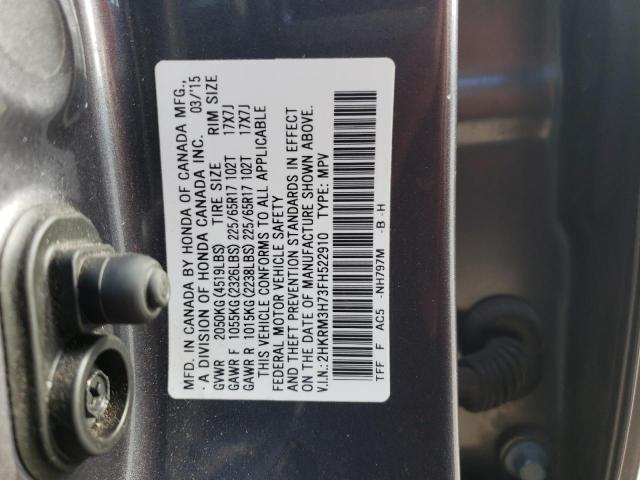 MFD. IN CANADA BY HONDA OF CANADA MFG.,
A DIVISION OF HONDA CANADA INC. 03/'15
GVWR 2050KG(4519LBS) TIRE SIZE RIM SIZE
GAWR F 1055KG(2326LBS) 225/65R17 102T 17X7J
GAWR R 1015KG(2238LBS) 225/65R17 102T 17X7J
THIS VEHICLE CONFORMS TO ALL APPLICABLE
FEDERAL MOTOR VEHICLE SAFETY
AND THEFT PREVENTION STANDARDS IN EFFECT
ON THE DATE OF MANUFACTURE SHOWN ABOVE.
V.I.N.: 2HKRM3H73FH522910 TYPE: MPV
TFF F AC5 -NH797M -B -H